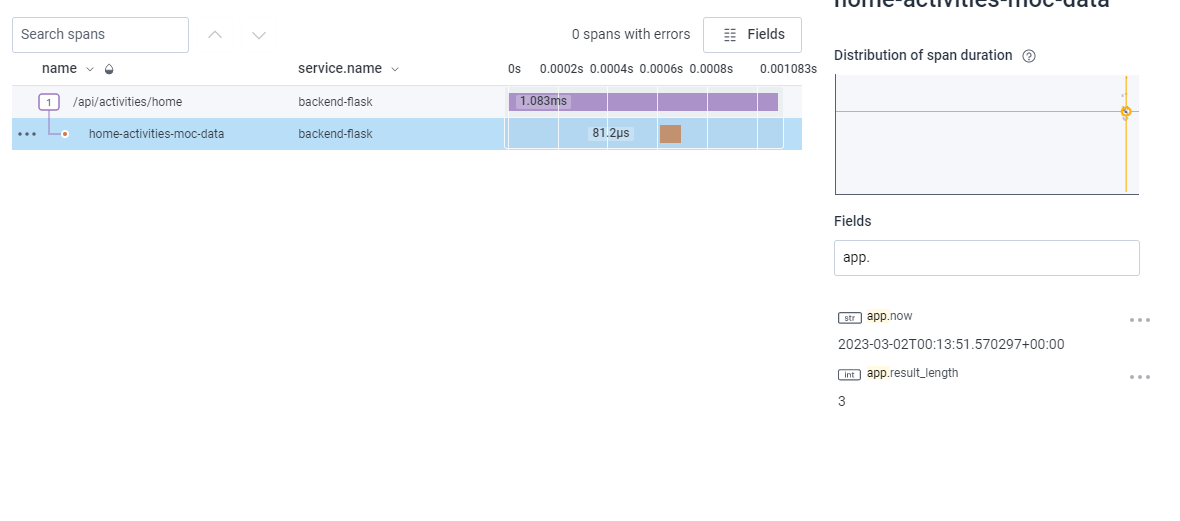 home-activities-moc-data
Search spans
0 spans with errors
Fields
name
service.name
0s 0.0002s 0.0004s 0.0006s 0.0008s 0.001083s
1 /api/activities/home backend-flask 1.083ms
home-activities-moc-data backend-flask 81.2μs
Distribution of span duration
Fields
app.
str app.now
2023-03-02T00:13:51.570297+00:00
int app.result_length
3